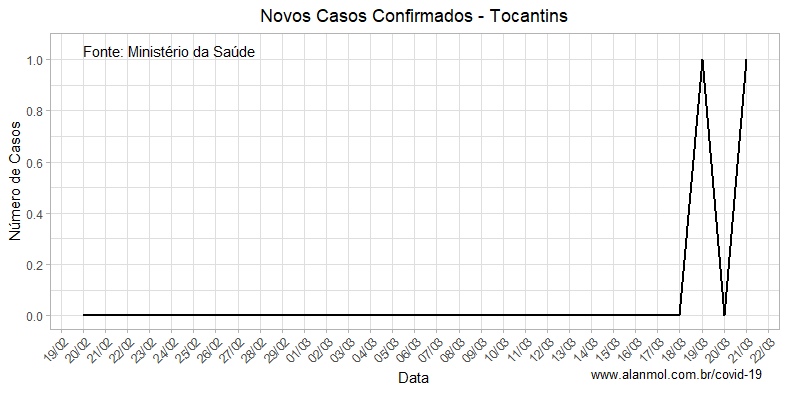 Novos Casos Confirmados - Tocantins
Fonte: Ministério da Saúde
Número de Casos
1.0
0.8
0.6
0.4
0.2
0.0
19/02 20/02 21/02 22/02 23/02 24/02 25/02 26/02 27/02 28/02 29/02 01/03 02/03 03/03 04/03 05/03 06/03 07/03 08/03 09/03 10/03 11/03 12/03 13/03 14/03 15/03 16/03 17/03 18/03 19/03 20/03 21/03 22/03
Data
www.alanmol.com.br/covid-19